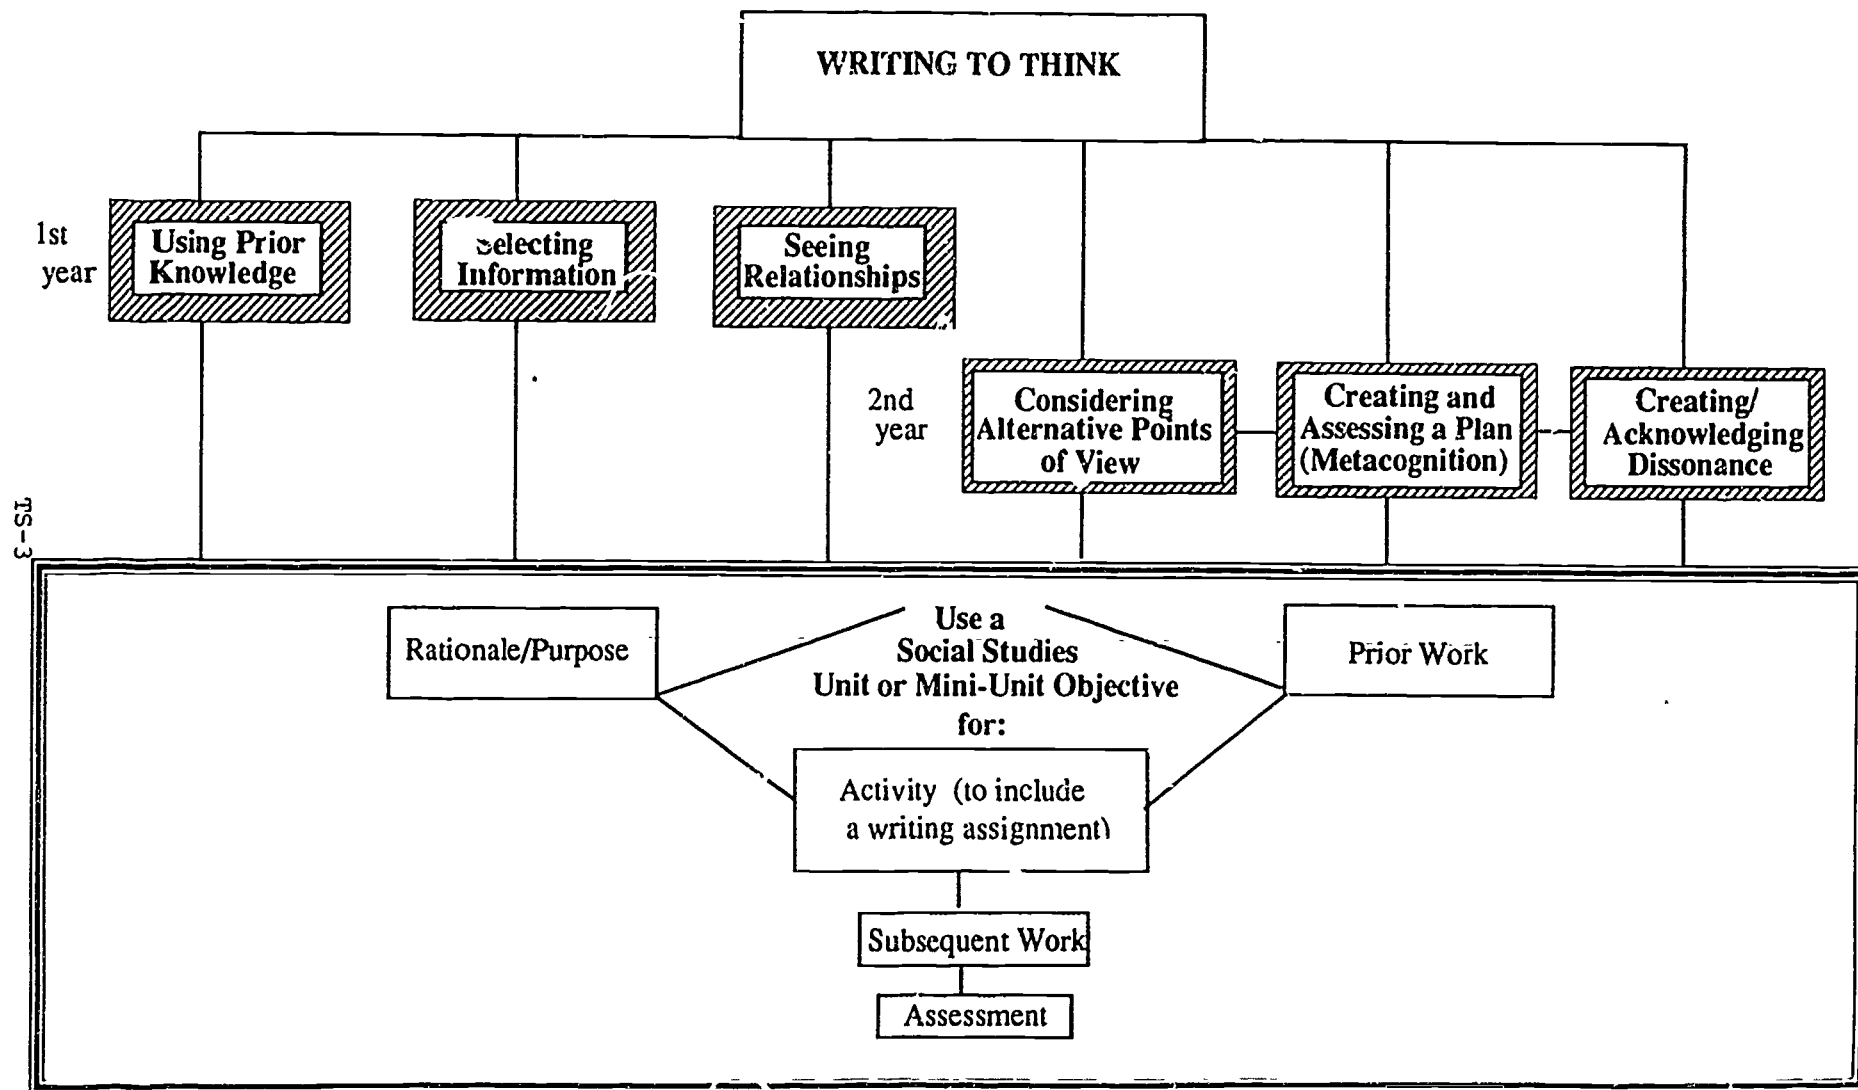 WRITING TO THINK
1st
year
Using Prior
Knowledge
Selecting
Information
Seeing
Relationships
2nd
year
Considering
Alternative Points
of View
Creating and
Assessing a Plan
(Metacognition)
Creating/
Acknowledging
Dissonance
TS-3
Rationale/Purpose
Use a
Social Studies
Unit or Mini-Unit Objective
for:
Prior Work
Activity (to include
a writing assignment)
Subsequent Work
Assessment